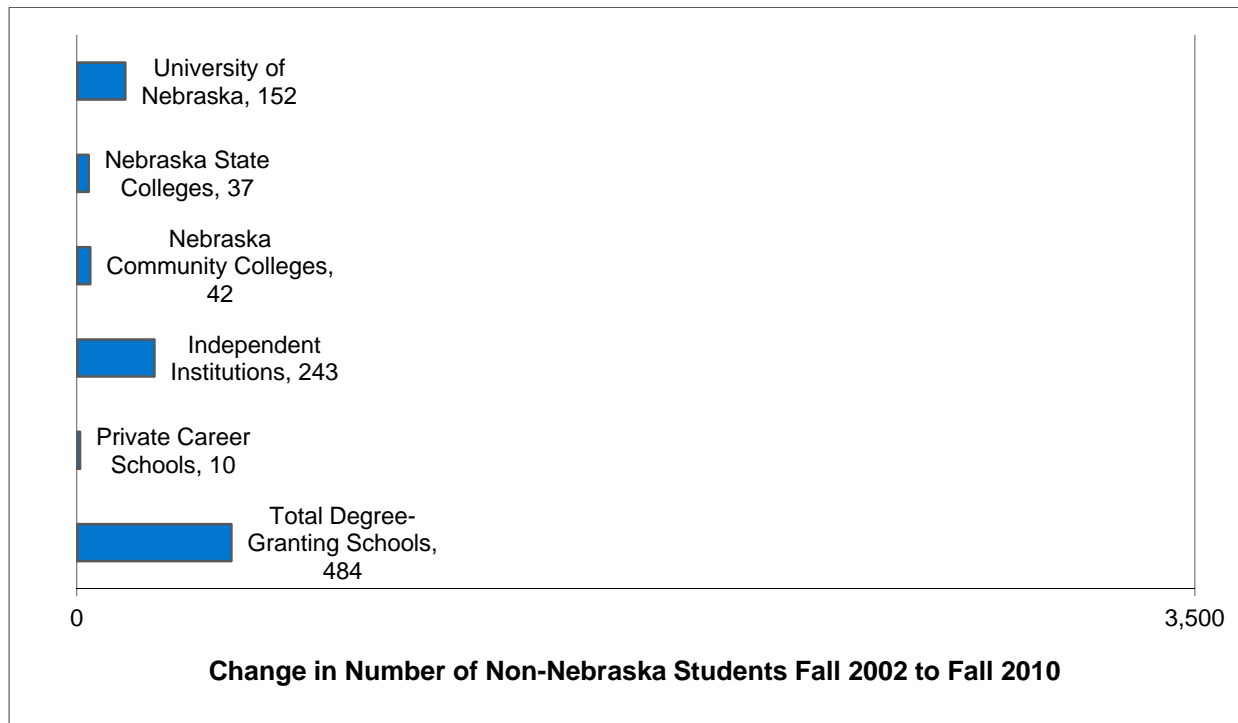 University of
Nebraska, 152
Nebraska State
Colleges, 37
Nebraska
Community Colleges,
42
Independent
Institutions, 243
Private Career
Schools, 10
Total Degree-
Granting Schools,
484
0
3,500
Change in Number of Non-Nebraska Students Fall 2002 to Fall 2010